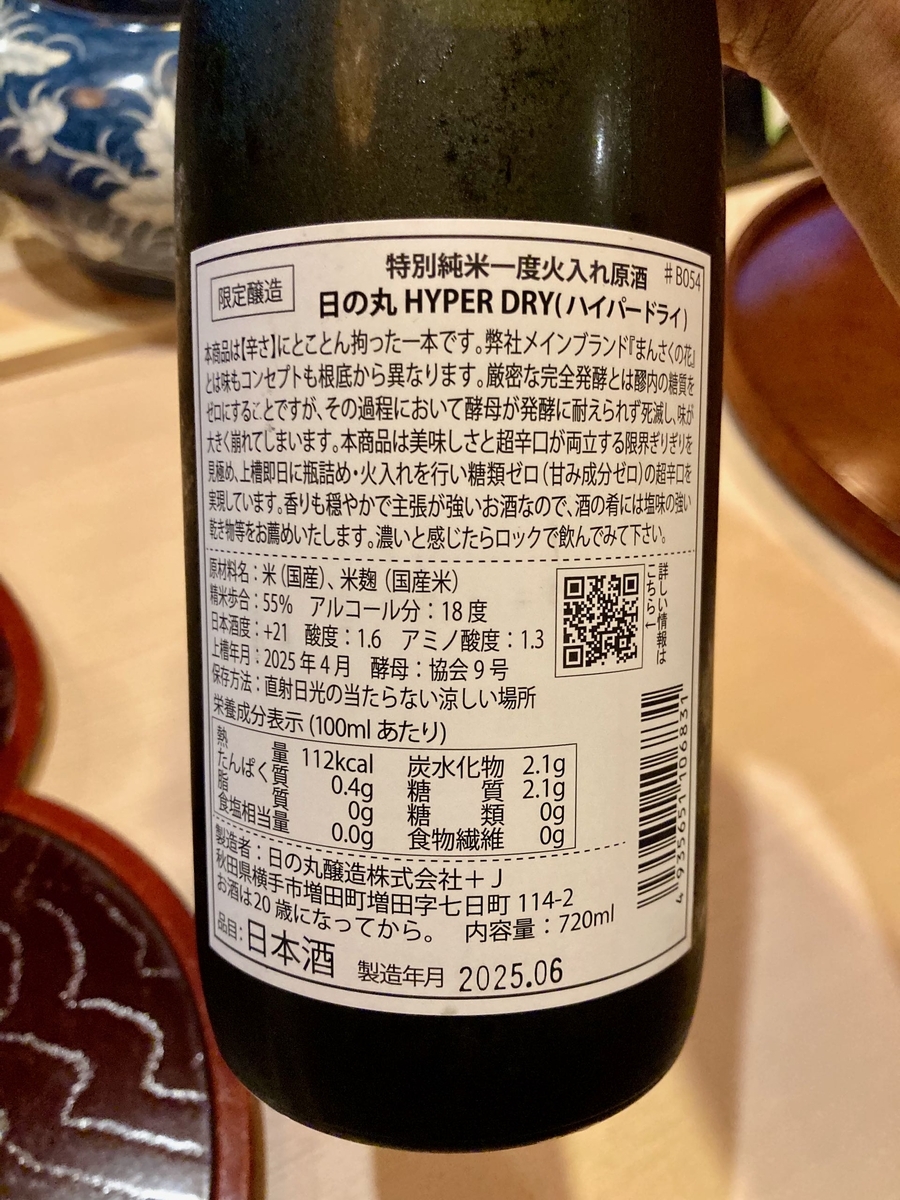 限定醸造
特別純米一度火入れ原酒
#B054
日の丸 HYPER DRY(ハイパードライ)
本商品は【辛さ】にとことん拘った一本です。弊社メインブランド『まんさくの花』
とは味もコンセプトも根底から異なります。厳密な完全発酵とは醪内の糖質を
ゼロにすることですが、その過程において酵母が発酵に耐えられず死滅し、味が
大きく崩れてしまいます。本商品は美味しさと超辛口が両立する限界ぎりぎりを
見極め、上槽即日に瓶詰め・火入れを行い糖類ゼロ(甘み成分ゼロ)の超辛口を
実現しています。香りも穏やかで主張が強いお酒なので、酒の肴には塩味の強い
乾き物等をお薦めいたします。濃いと感じたらロックで飲んでみて下さい。
原材料名:米(国産)、米麹(国産米)
精米歩合:55% アルコール分:18度
日本酒度:+21 酸度:1.6 アミノ酸度:1.3
上槽年月:2025年4月 酵母:協会9号
保存方法:直射日光の当たらない涼しい場所
詳しい情報は
こちら↓
栄養成分表示(100mlあたり)
熱量 112kcal 炭水化物 2.1g
たんぱく質 0.4g 糖質 2.1g
脂質 0g 糖類 0g
食塩相当量 0.0g 食物繊維 0g
製造者:日の丸醸造株式会社+J
秋田県横手市増田町増田字七日町114-2
お酒は20歳になってから。 内容量:720ml
品目:日本酒 製造年月 2025.06
4935651106831